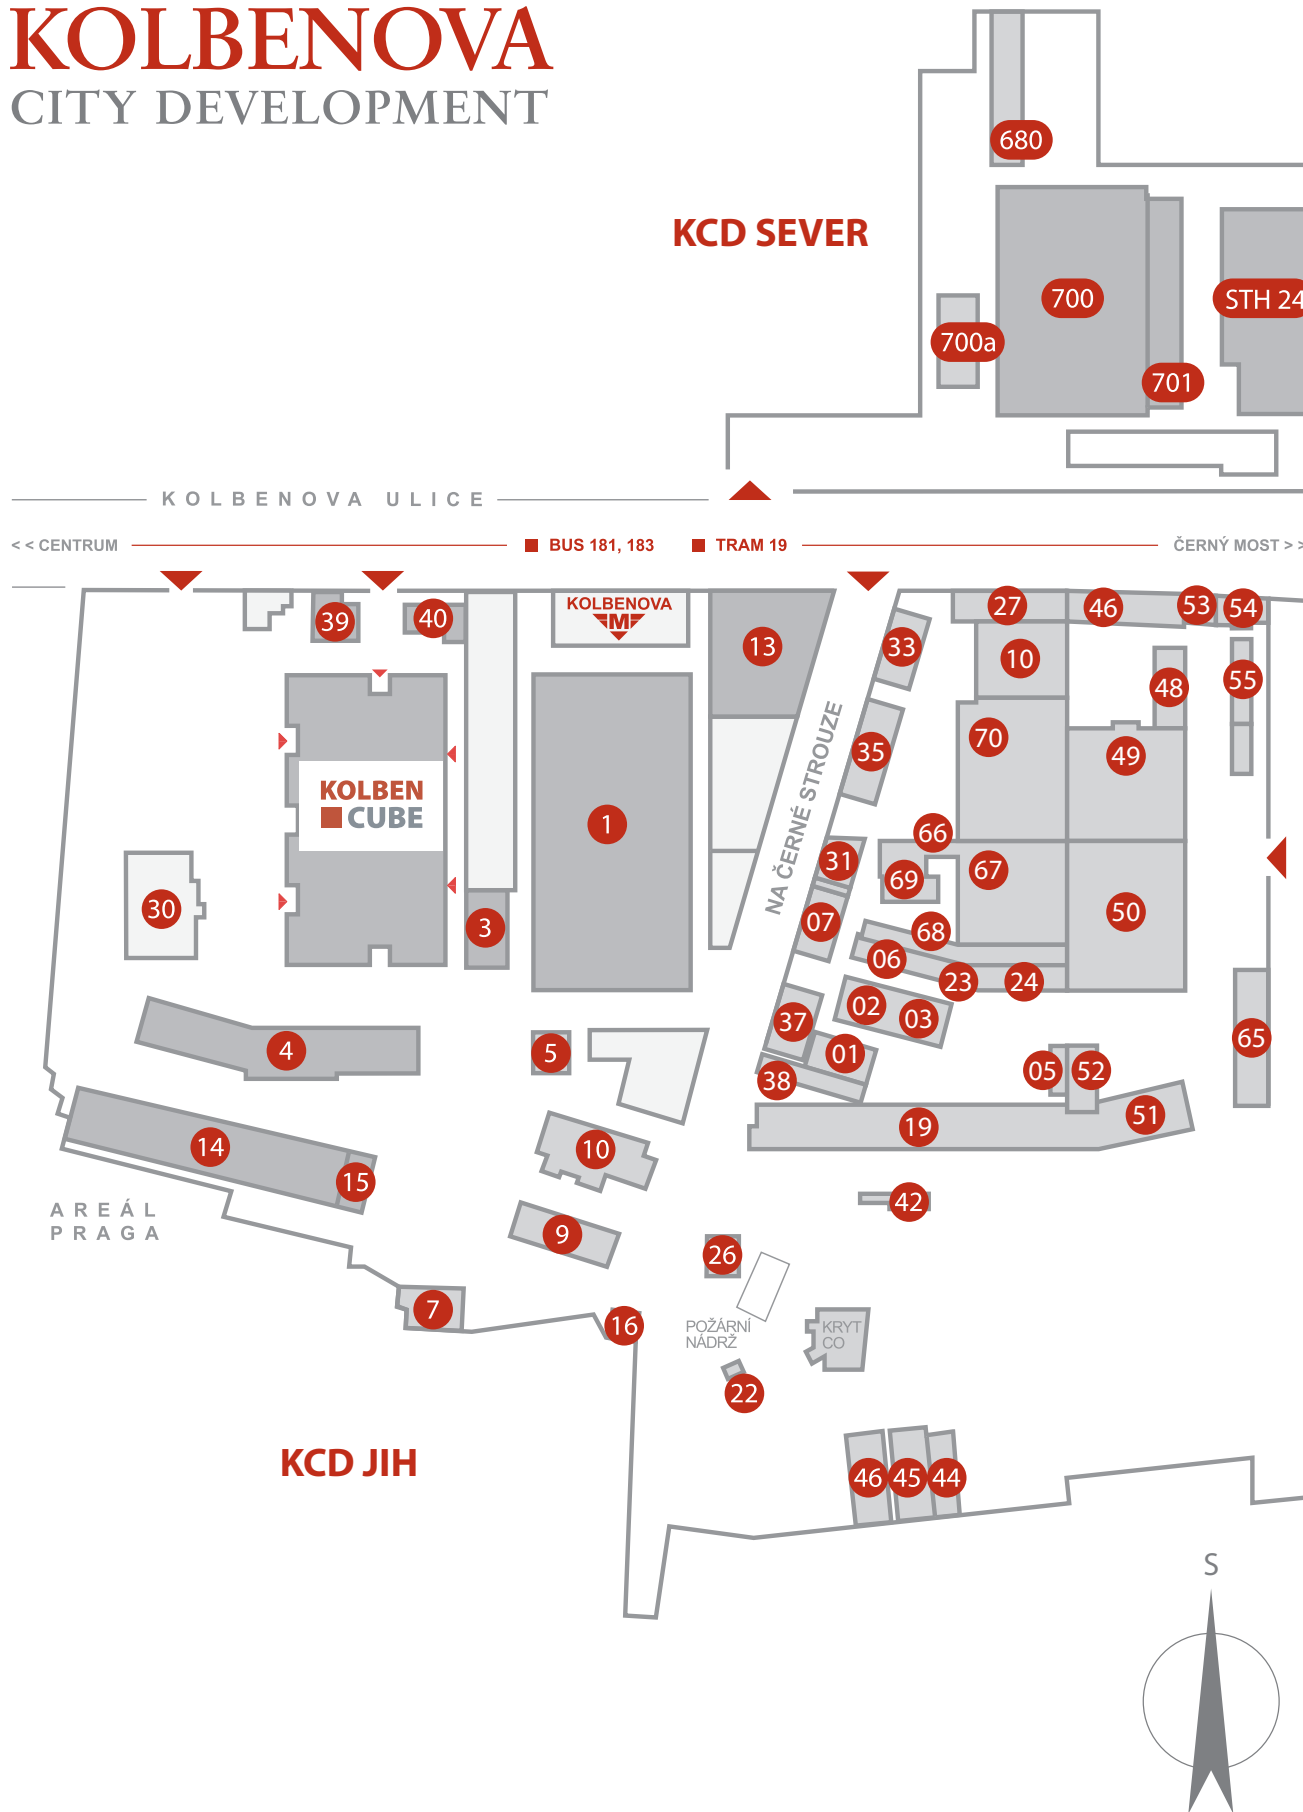 KOLBENOVA
CITY DEVELOPMENT
680
KCD SEVER
700
STH 24
700a
701
KOLBENOVA ULICE
<< CENTRUM
BUS 181, 183
TRAM 19
ČERNÝ MOST >>
39
40
KOLBENOVA
M
13
33
27
46
53
54
10
48
55
NA ČERNÉ STROUZE
35
70
49
KOLBEN
CUBE
1
66
31
69
67
30
3
07
68
50
06
23
24
02
03
37
4
5
01
38
05
52
65
19
51
14
10
15
AREÁL
PRAGA
42
9
26
7
16
POŽÁRNÍ
NÁDRŽ
KRYT
CO
22
KCD JIH
46
45
44
S